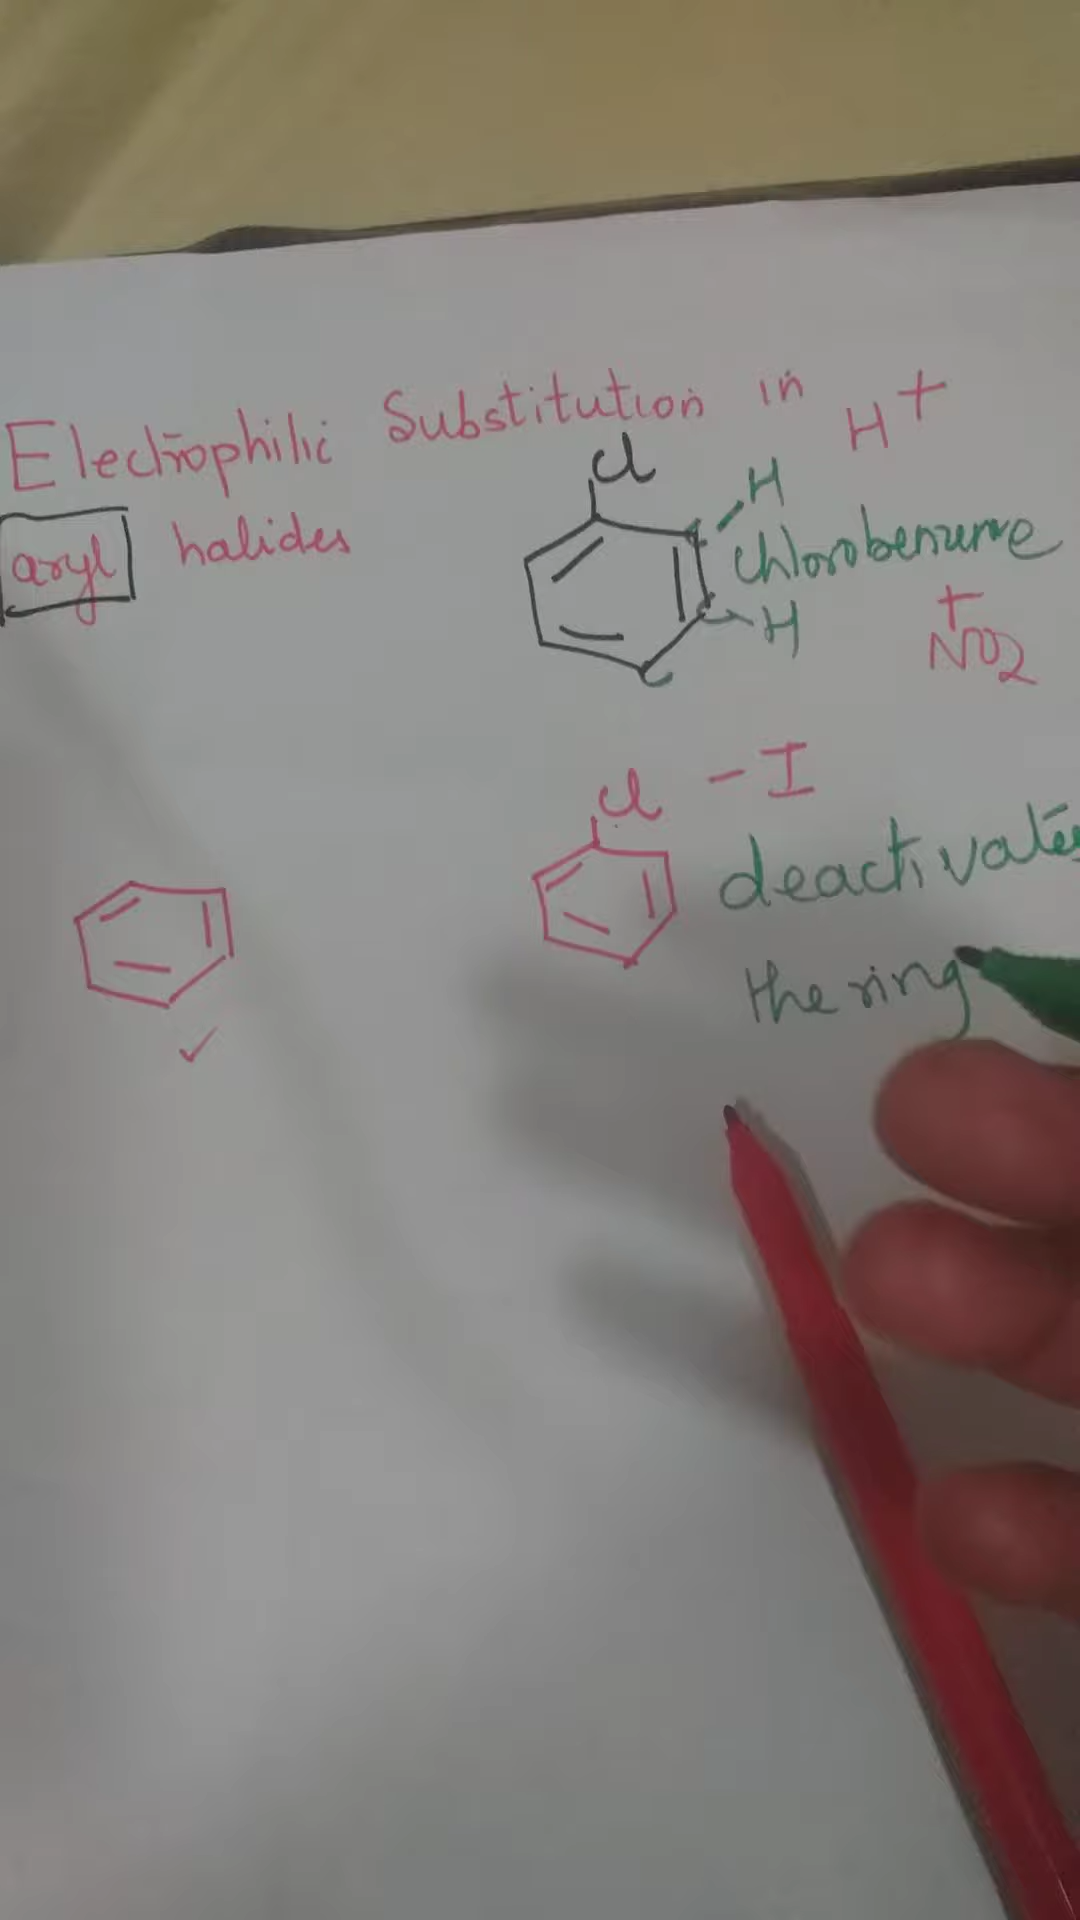 Electrophilic Substitution in
aryl halides
H+
Cl
H
Chlorobenzene
C
H
C
+
NO2
Cl - I
deactivates
the ring